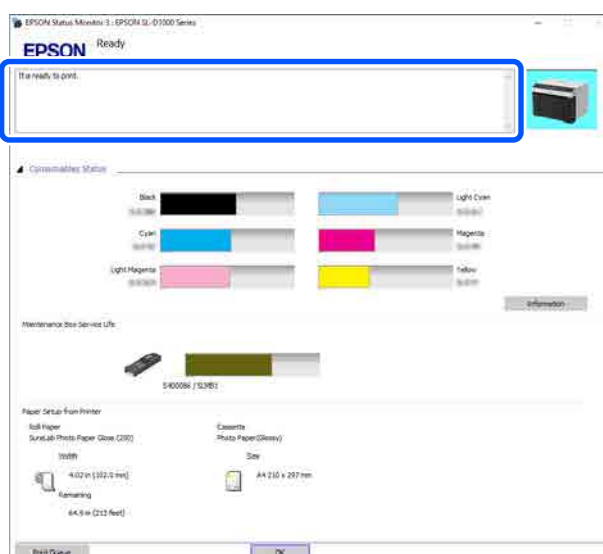 EPSON Status Monitor 3 : EPSON SL-D1000 Series
EPSON
Ready
It is ready to print.
Consumables Status
Black
Light Cyan
Cyan
Magenta
Light Magenta
Yellow
Information
Maintenance Box Service Life
S400086 / SLMB1
Paper Setup from Printer
Roll Paper
SureLab Photo Paper Gloss (250)
Cassette
Photo Paper(Glossy)
Width
4.02 in (102.0 mm)
Size
A4 210 x 297 mm
Remaining
64.9 m (213 feet)
Print Queue
OK